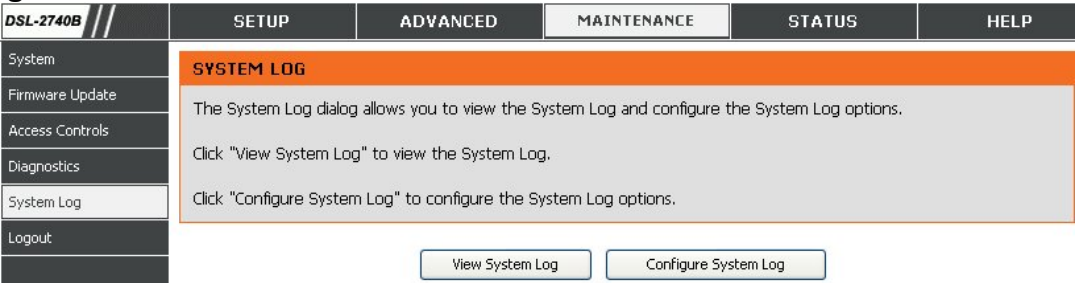 DSL-2740B
SETUP
ADVANCED
MAINTENANCE
STATUS
HELP
System
Firmware Update
Access Controls
Diagnostics
System Log
Logout
SYSTEM LOG
The System Log dialog allows you to view the System Log and configure the System Log options.
Click "View System Log" to view the System Log.
Click "Configure System Log" to configure the System Log options.
View System Log
Configure System Log